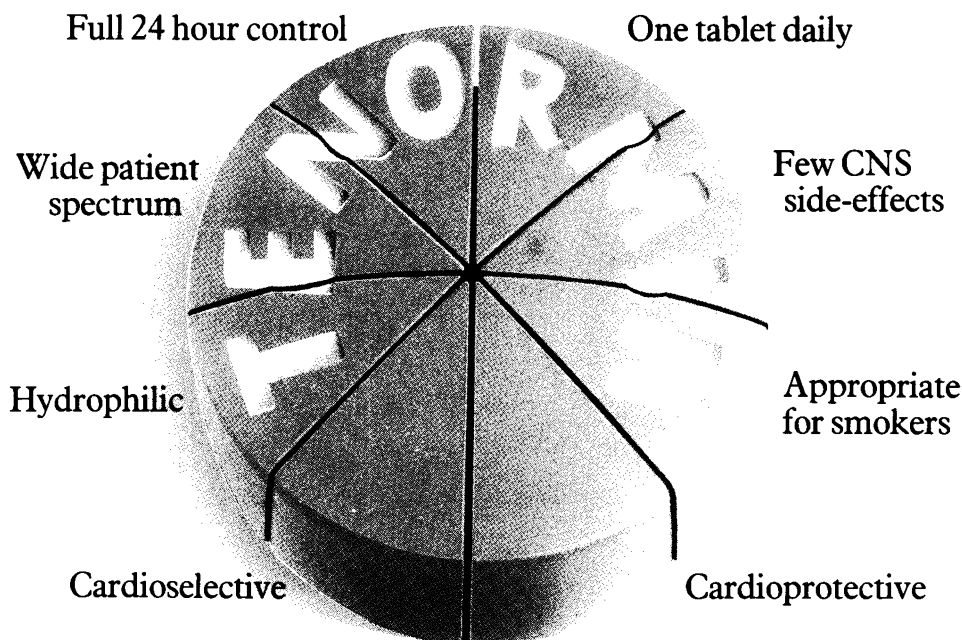 Full 24 hour control
One tablet daily
TENORMIN
Wide patient
spectrum
Few CNS
side-effects
Hydrophilic
Appropriate
for smokers
Cardioselective
Cardioprotective